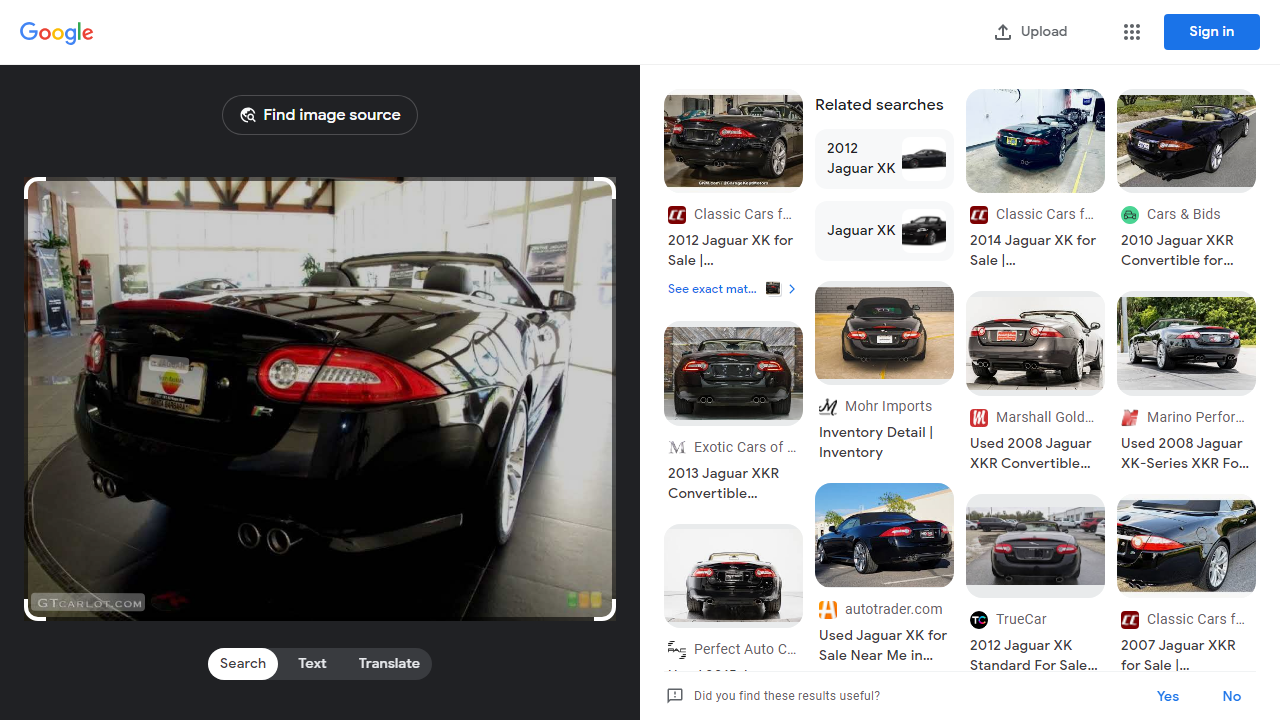 Google
Upload
Sign in
Find image source
GTCARLOT.COM
Search
Text
Translate
Classic Cars f...
2012 Jaguar XK for
Sale |...
See exact mat...
Exotic Cars of ...
2013 Jaguar XKR
Convertible...
Perfect Auto C...
Related searches
2012
Jaguar XK
Jaguar XK
Mohr Imports
Inventory Detail |
Inventory
autotrader.com
Used Jaguar XK for
Sale Near Me in...
Classic Cars f...
2014 Jaguar XK for
Sale |...
Marshall Gold...
Used 2008 Jaguar
XKR Convertible...
TrueCar
2012 Jaguar XK
Standard For Sale...
Cars & Bids
2010 Jaguar XKR
Convertible for...
Marino Perfor...
Used 2008 Jaguar
XK-Series XKR Fo...
Classic Cars f...
2007 Jaguar XKR
for Sale |...
Did you find these results useful?
Yes
No